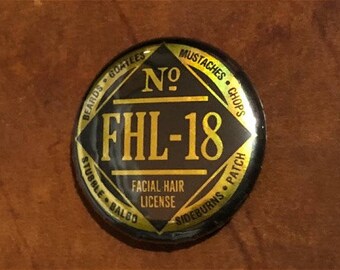 BEARDS • GOATEES
MUSTACHES • CHOPS
Nº
FHL-18
FACIAL HAIR
LICENSE
STUBBLE • BALBO
SIDEBURNS • PATCH